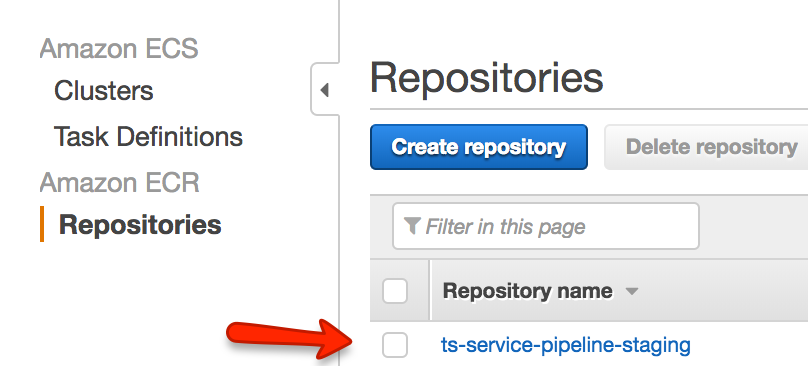 Amazon ECS
Clusters
Task Definitions
Amazon ECR
Repositories
Repositories
Create repository
Delete repository
Filter in this page
Repository name
ts-service-pipeline-staging